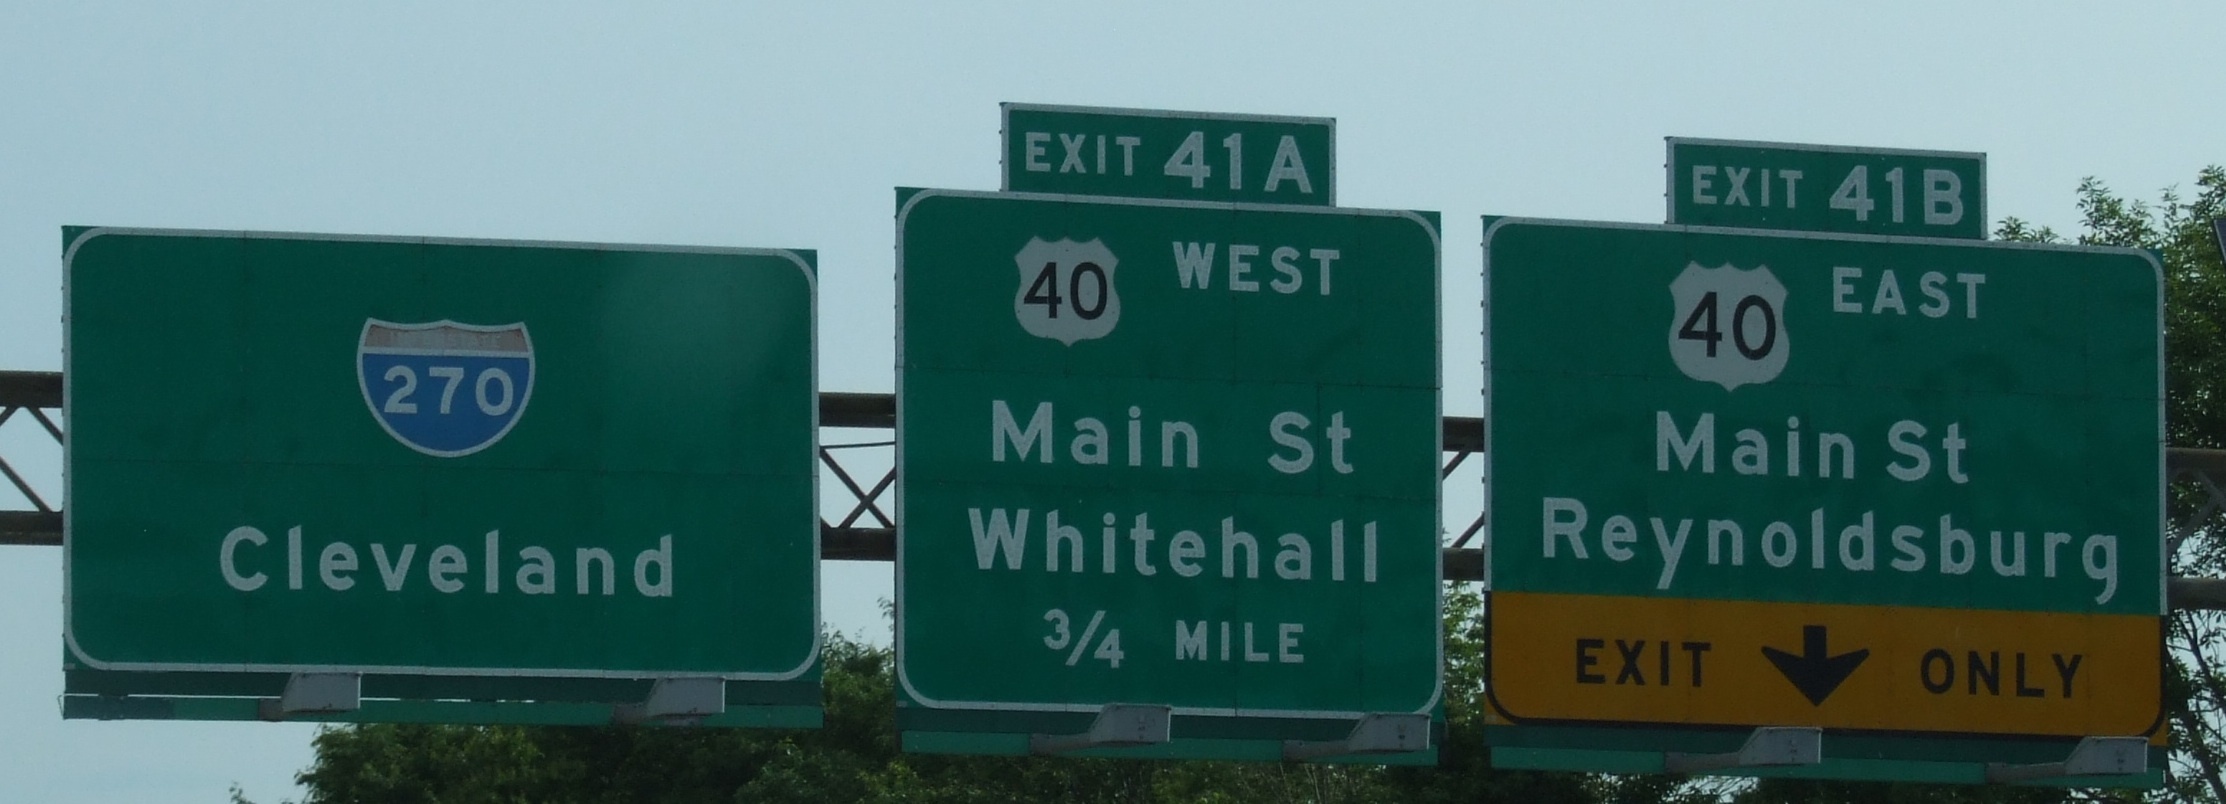 INTERSTATE
270
Cleveland
EXIT 41A
40 WEST
Main St
Whitehall
3/4 MILE
EXIT 41B
40 EAST
Main St
Reynoldsburg
EXIT ONLY